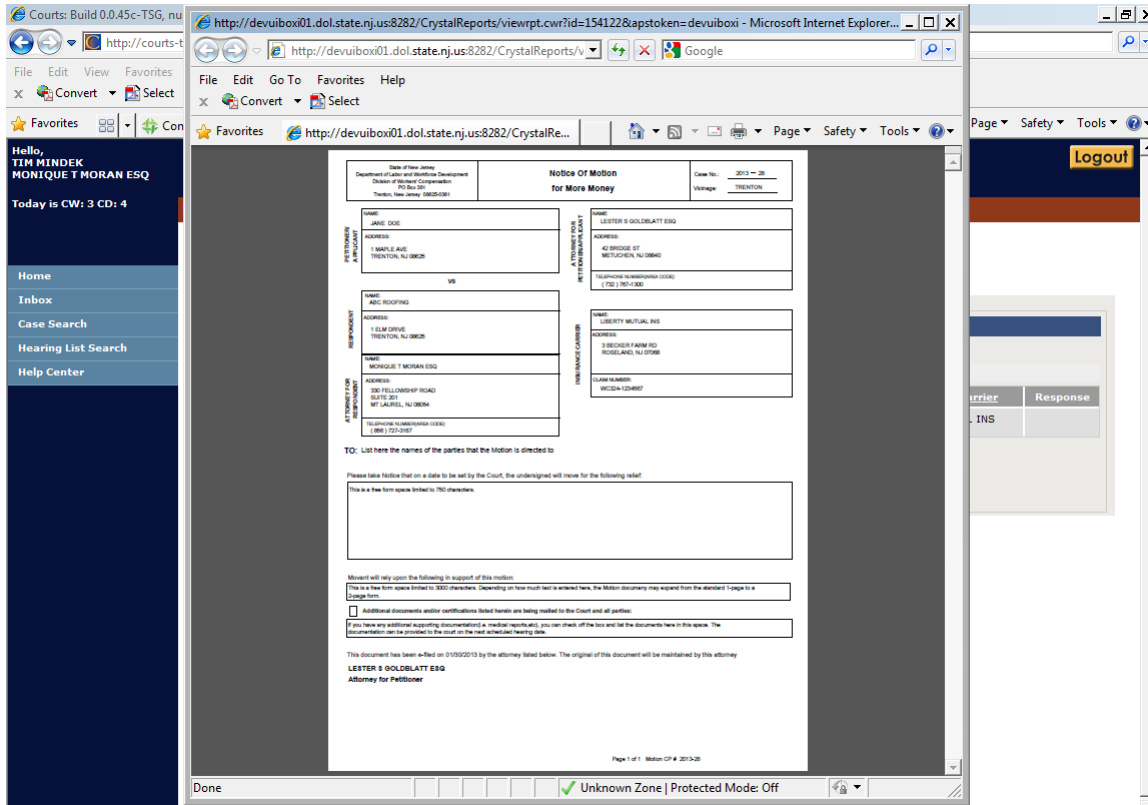 Courts: Build 0.0.45c-TSG, nu
http://courts-t
File Edit View Favorites
x Convert Select
Favorites Con
Hello,
TIM MINDEK
MONIQUE T MORAN ESQ
Today is CW: 3 CD: 4
Home
Inbox
Case Search
Hearing List Search
Help Center
http://devuiboxi01.dol.state.nj.us:8282/CrystalReports/viewrpt.cwr?id=154122&apstoken=devuiboxi - Microsoft Internet Explorer...
http://devuiboxi01.dol.state.nj.us:8282/CrystalReports/v
Google
File Edit Go To Favorites Help
x Convert Select
Favorites http://devuiboxi01.dol.state.nj.us:8282/CrystalRe... Page Safety Tools
State of New Jersey
Department of Labor and Workforce Development
Division of Workers' Compensation
PO Box 381
Trenton, New Jersey 08625-0381
Notice Of Motion
for More Money
Case No.: 2013 - 28
Vicinage: TRENTON
PETITIONER/
APPLICANT
NAME:
JANE DOE
ADDRESS:
1 MAPLE AVE
TRENTON, NJ 08625
VS
ATTORNEY FOR
PETITIONER/APPLICANT
NAME:
LESTER S GOLDBLATT ESQ
ADDRESS:
42 BRIDGE ST
METUCHEN, NJ 08840
TELEPHONE NUMBER(AREA CODE):
( 732 ) 767-1300
RESPONDENT
NAME:
ABC ROOFING
ADDRESS:
1 ELM DRIVE
TRENTON, NJ 08625
ATTORNEY FOR
RESPONDENT
NAME:
MONIQUE T MORAN ESQ
ADDRESS:
330 FELLOWSHIP ROAD
SUITE 201
MT LAUREL, NJ 08054
TELEPHONE NUMBER(AREA CODE):
( 856 ) 727-3167
INSURANCE CARRIER
NAME:
LIBERTY MUTUAL INS
ADDRESS:
3 BECKER FARM RD
ROSELAND, NJ 07068
CLAIM NUMBER:
WC324-1234567
TO: List here the names of the parties that the Motion is directed to
Please take Notice that on a date to be set by the Court, the undersigned will move for the following relief:
This is a free form space limited to 750 characters.
Movant will rely upon the following in support of this motion:
This is a free form space limited to 3000 characters. Depending on how much text is entered here, the Motion documeny may expand from the standard 1-page to a
2-page form.
Additional documents and/or certifications listed herein are being mailed to the Court and all parties:
If you have any additional supporting documentation(i.e. medical reports,etc), you can check off the box and list the documents here in this space. The
documentation can be provided to the court on the next scheduled hearing date.
This document has been e-filed on 01/30/2013 by the attorney listed below. The original of this document will be maintained by this attorney
LESTER S GOLDBLATT ESQ
Attorney for Petitioner
Page 1 of 1 Motion CP # 2013-28
Done
Unknown Zone | Protected Mode: Off
Page Safety Tools
Logout
arrier Response
INS